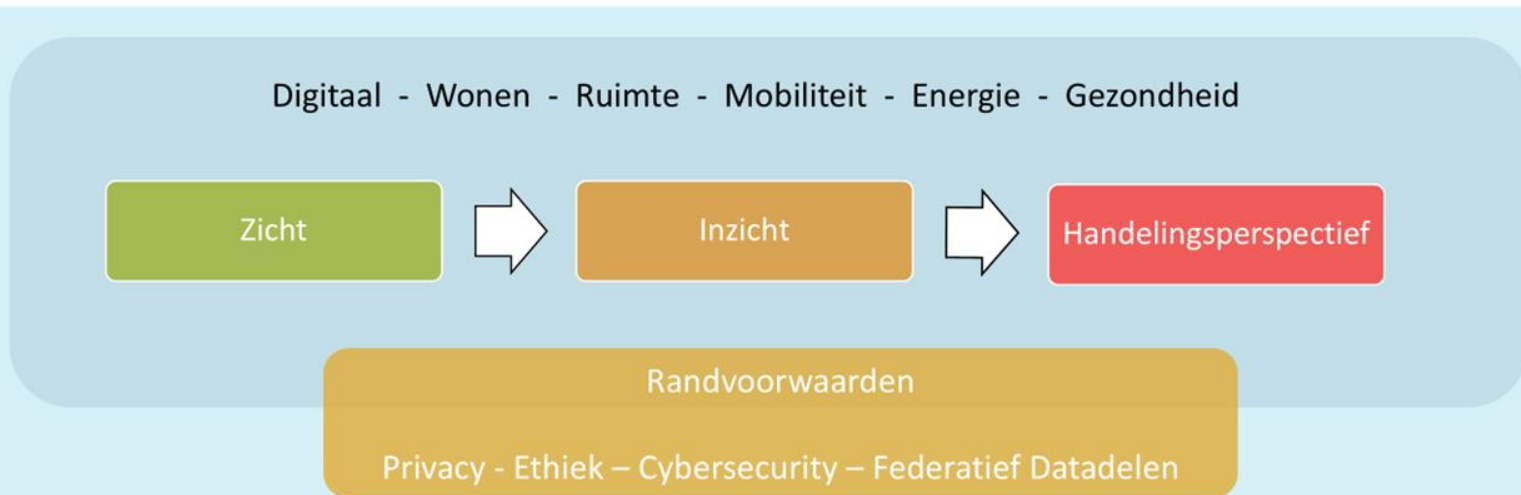 Digitaal - Wonen - Ruimte - Mobiliteit - Energie - Gezondheid
Zicht
Inzicht
Handelingsperspectief
Randvoorwaarden
Privacy - Ethiek – Cybersecurity – Federatief Datadelen